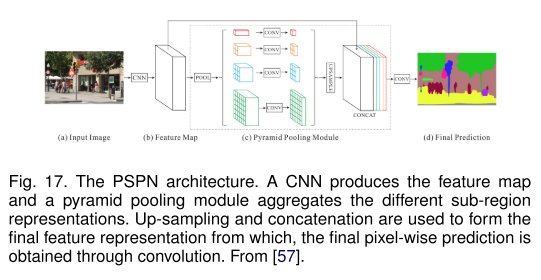 CNN
POOL
CONV
CONV
CONV
CONV
UPSAMPLE
CONCAT
CONV
(a) Input Image
(b) Feature Map
(c) Pyramid Pooling Module
(d) Final Prediction
Fig. 17. The PSPN architecture. A CNN produces the feature map
and a pyramid pooling module aggregates the different sub-region
representations. Up-sampling and concatenation are used to form the
final feature representation from which, the final pixel-wise prediction is
obtained through convolution. From [57].